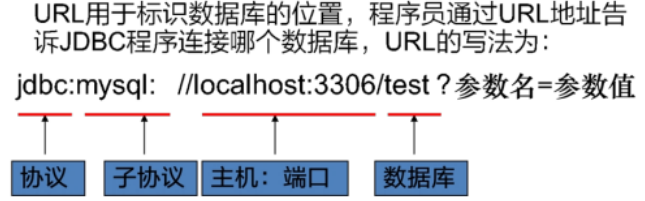 URL用于标识数据库的位置，程序员通过URL地址告
诉JDBC程序连接哪个数据库，URL的写法为：
jdbc:mysql: //localhost:3306/test？参数名=参数值
协议 子协议 主机：端口 数据库